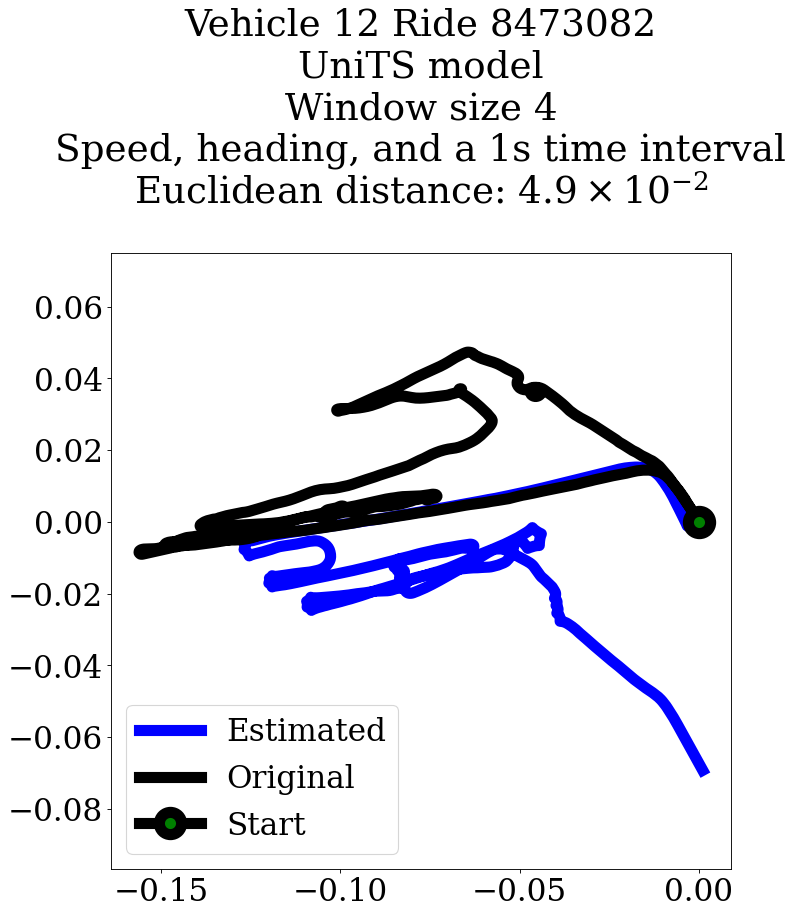 Vehicle 12 Ride 8473082
UniTS model
Window size 4
Speed, heading, and a 1s time interval
Euclidean distance: 4.9 × 10⁻²
0.06
0.04
0.02
0.00
−0.02
−0.04
−0.06
−0.08
Estimated
Original
Start
−0.15
−0.10
−0.05
0.00